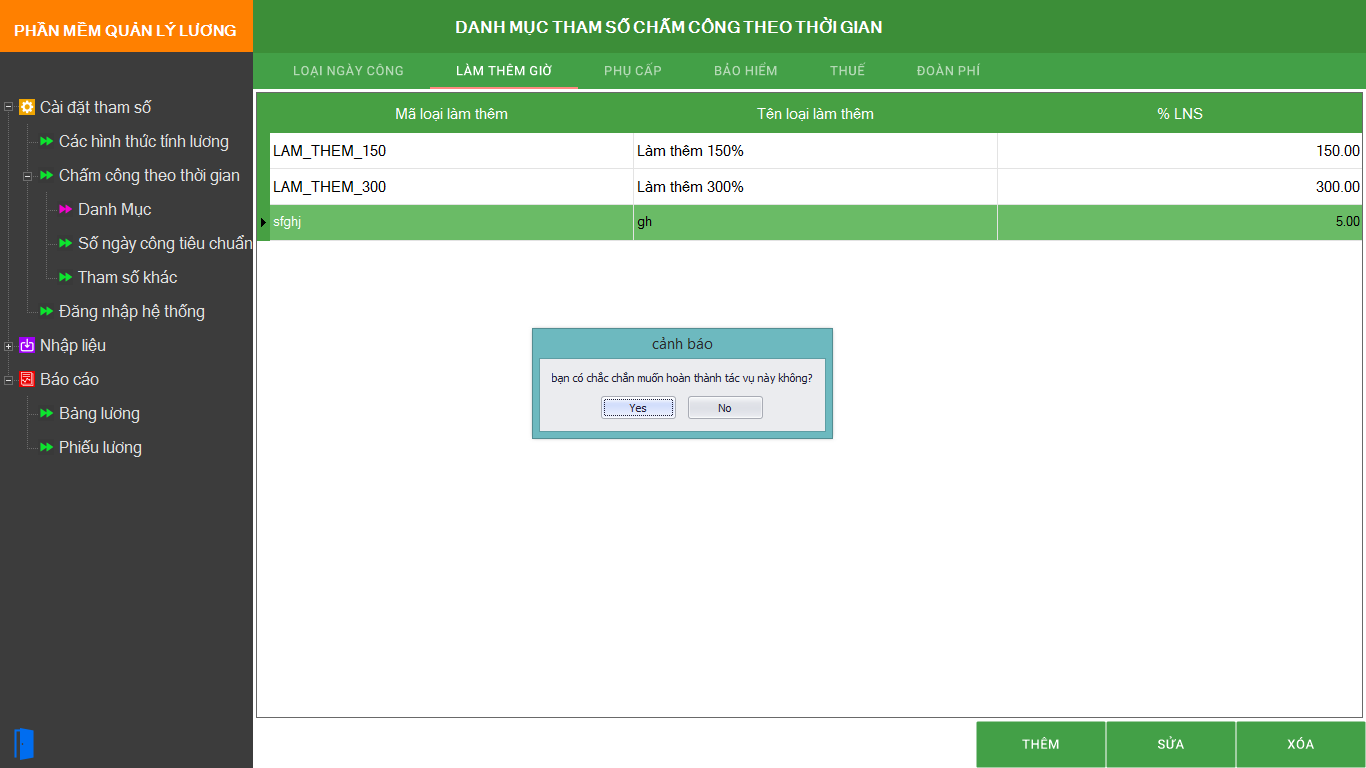 PHẦN MỀM QUẢN LÝ LƯƠNG
DANH MỤC THAM SỐ CHẤM CÔNG THEO THỜI GIAN
LOẠI NGÀY CÔNG LÀM THÊM GIỜ PHỤ CẤP BẢO HIỂM THUẾ ĐOÀN PHÍ
Cài đặt tham số
Các hình thức tính lương
Chấm công theo thời gian
Danh Mục
Số ngày công tiêu chuẩn
Tham số khác
Đăng nhập hệ thống
Nhập liệu
Báo cáo
Bảng lương
Phiếu lương
Mã loại làm thêm Tên loại làm thêm % LNS
LAM_THEM_150 Làm thêm 150% 150.00
LAM_THEM_300 Làm thêm 300% 300.00
sfghj gh 5.00
cảnh báo
bạn có chắc chắn muốn hoàn thành tác vụ này không?
Yes No
THÊM SỬA XÓA